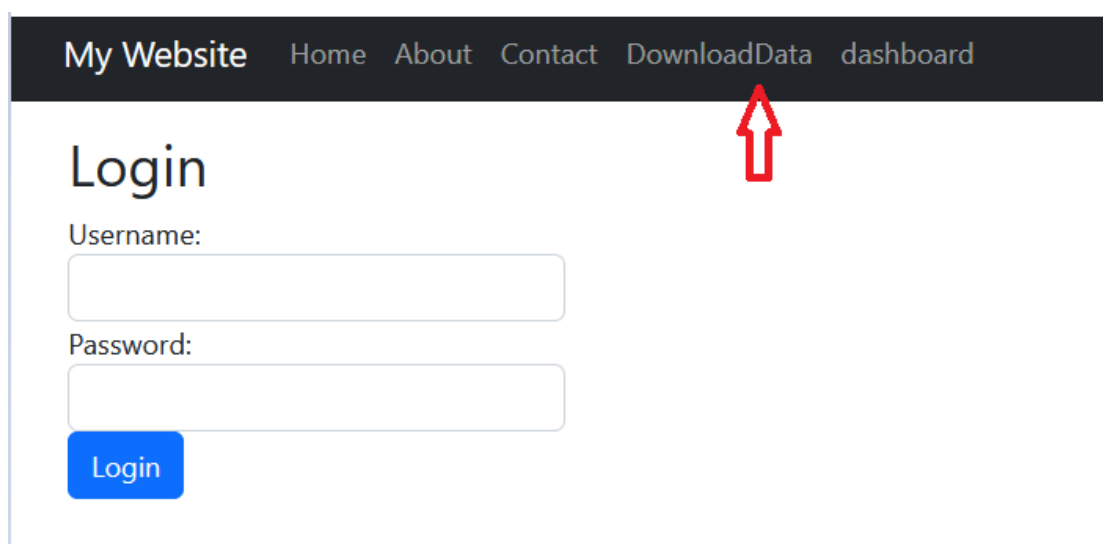 My Website Home About Contact DownloadData dashboard
Login
Username:
Password:
Login